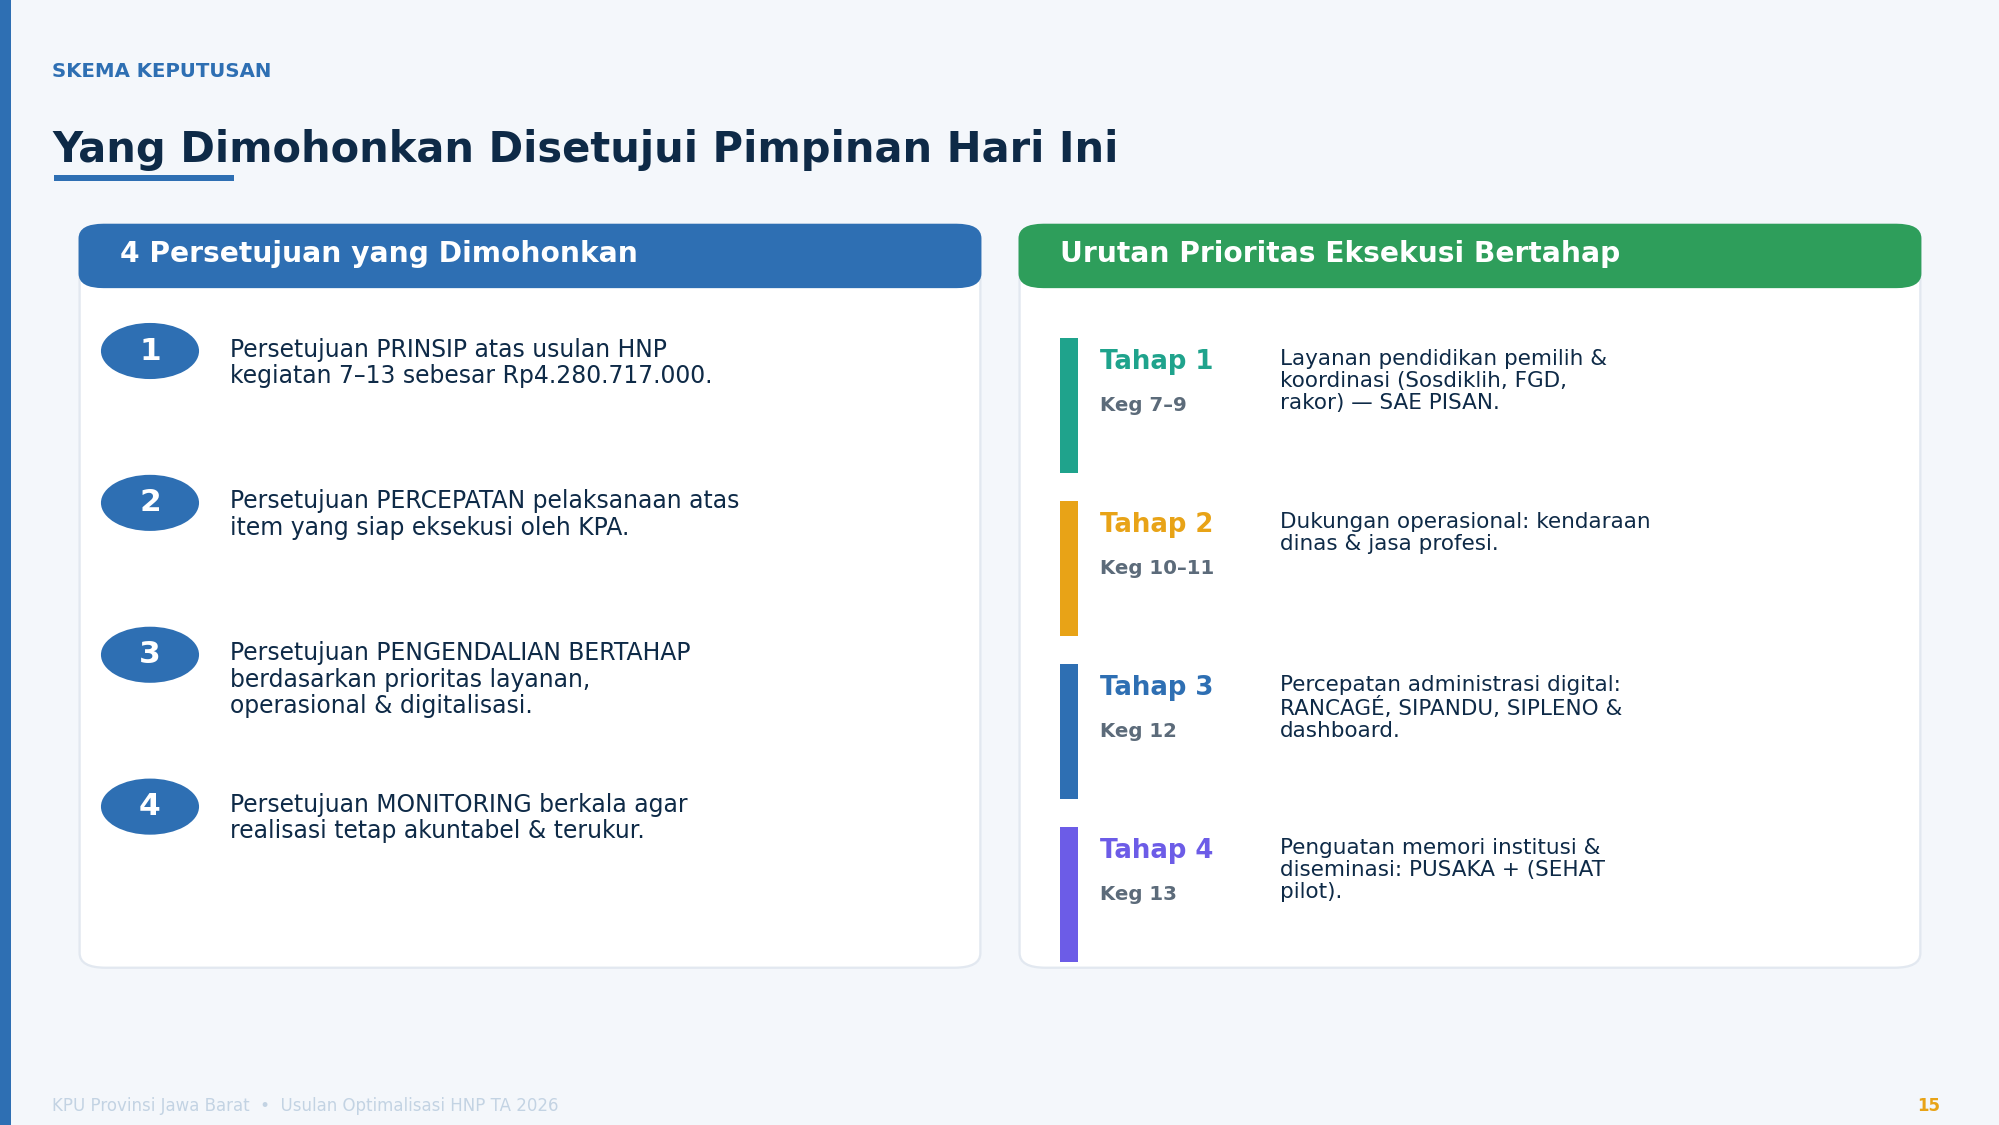 SKEMA KEPUTUSAN
Yang Dimohonkan Disetujui Pimpinan Hari Ini
4 Persetujuan yang Dimohonkan
1
Persetujuan PRINSIP atas usulan HNP
kegiatan 7–13 sebesar Rp4.280.717.000.
2
Persetujuan PERCEPATAN pelaksanaan atas
item yang siap eksekusi oleh KPA.
3
Persetujuan PENGENDALIAN BERTAHAP
berdasarkan prioritas layanan,
operasional & digitalisasi.
4
Persetujuan MONITORING berkala agar
realisasi tetap akuntabel & terukur.
Urutan Prioritas Eksekusi Bertahap
Tahap 1
Keg 7–9
Layanan pendidikan pemilih &
koordinasi (Sosdiklih, FGD,
rakor) — SAE PISAN.
Tahap 2
Keg 10–11
Dukungan operasional: kendaraan
dinas & jasa profesi.
Tahap 3
Keg 12
Percepatan administrasi digital:
RANCAGÉ, SIPANDU, SIPLENO &
dashboard.
Tahap 4
Keg 13
Penguatan memori institusi &
diseminasi: PUSAKA + (SEHAT
pilot).
KPU Provinsi Jawa Barat • Usulan Optimalisasi HNP TA 2026
15